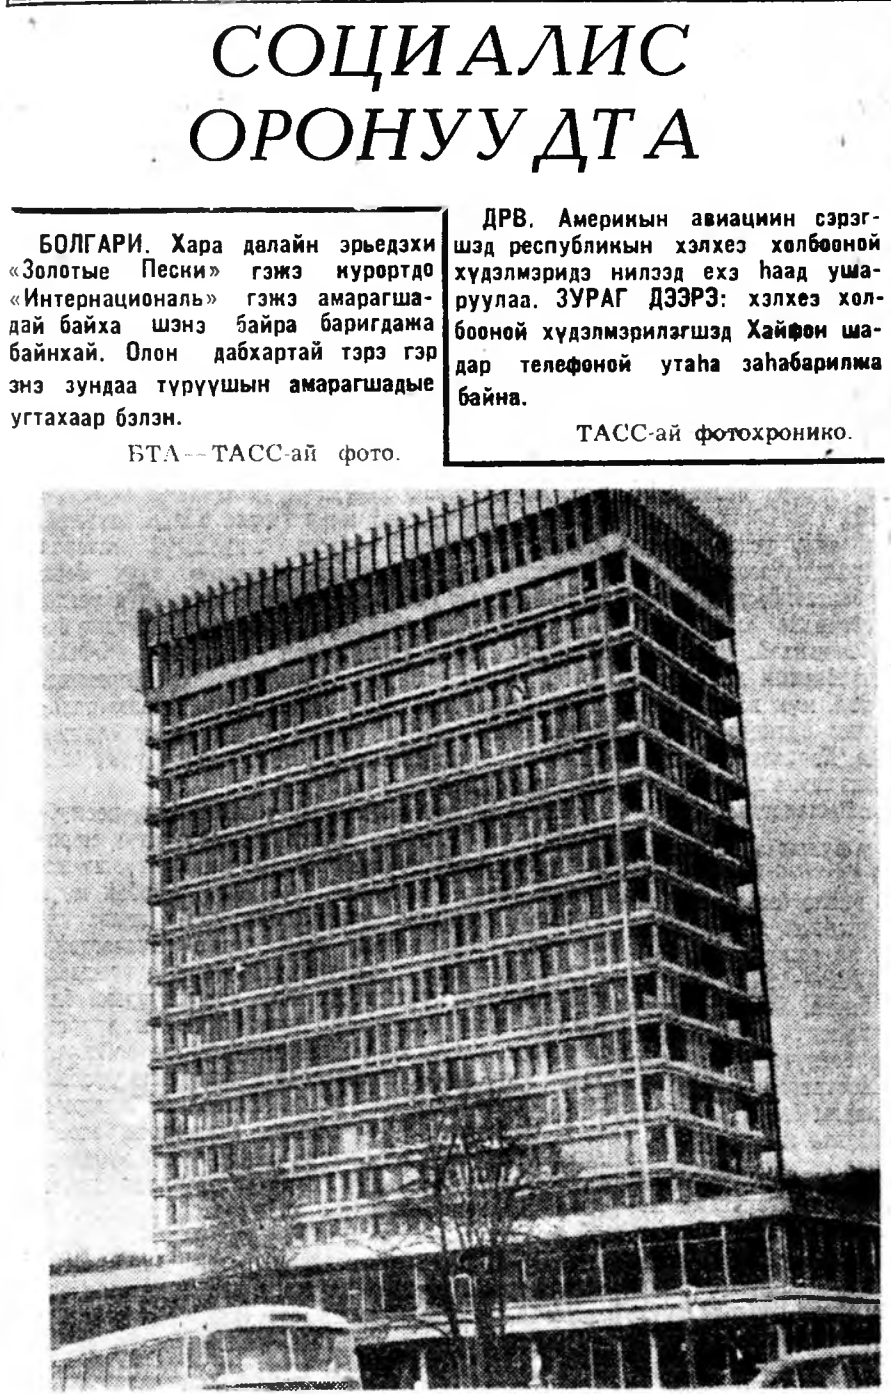 СОЦИАЛИС
ОРОНУУДТА
БОЛГАРИ. Хара далайн эрьедэхи
«Золотые Пески» гэжэ курортдо
«Интернациональ» гэжэ амарагша-
дай байха шэнэ байра баригдажа
байнхай. Олон дабхартай тэрэ гэр
энэ зундаа түрүүшын амарагшадые
угтахаар бэлэн.
БТА—ТАСС-ай фото.
ДРВ. Америкын авиациин сэрэг-
шэд республикын хэлхеэ холбооной
хүдэлмэридэ нилээд ехэ һаад уша-
руулаа. ЗУРАГ ДЭЭРЭ: хэлхеэ хол-
бооной хүдэлмэрилэгшэд Хайфон ша-
дар телефоной утаһа заһабарилжа
байна.
ТАСС-ай фотохронико.